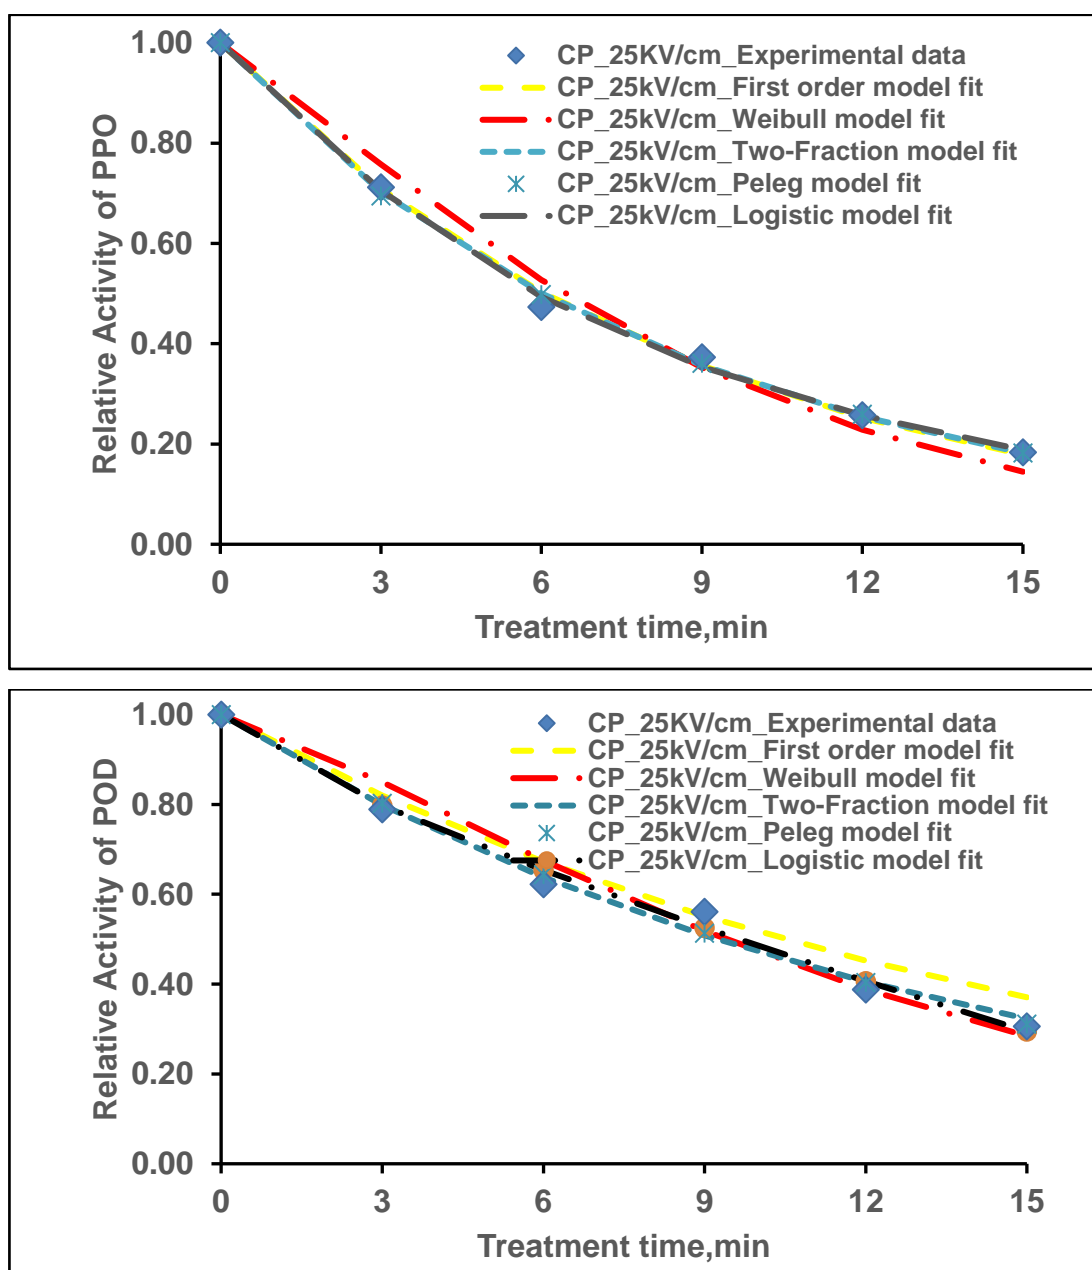 1.00
0.80
0.60
0.40
0.20
0.00
Relative Activity of PPO
CP_25KV/cm_Experimental data
CP_25kV/cm_First order model fit
CP_25kV/cm_Weibull model fit
CP_25kV/cm_Two-Fraction model fit
CP_25kV/cm_Peleg model fit
CP_25kV/cm_Logistic model fit
0 3 6 9 12 15
Treatment time,min
1.00
0.80
0.60
0.40
0.20
0.00
Relative Activity of POD
CP_25KV/cm_Experimental data
CP_25kV/cm_First order model fit
CP_25kV/cm_Weibull model fit
CP_25kV/cm_Two-Fraction model fit
CP_25kV/cm_Peleg model fit
CP_25kV/cm_Logistic model fit
0 3 6 9 12 15
Treatment time,min